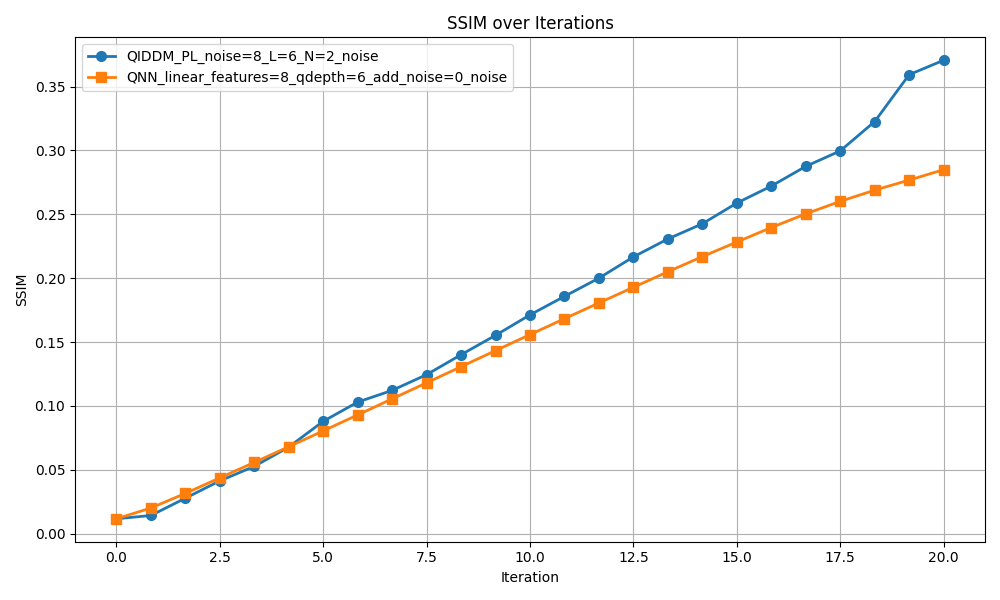 SSIM over Iterations
QIDDM_PL_noise=8_L=6_N=2_noise
QNN_linear_features=8_qdepth=6_add_noise=0_noise
SSIM
0.35
0.30
0.25
0.20
0.15
0.10
0.05
0.00
0.0 2.5 5.0 7.5 10.0 12.5 15.0 17.5 20.0
Iteration